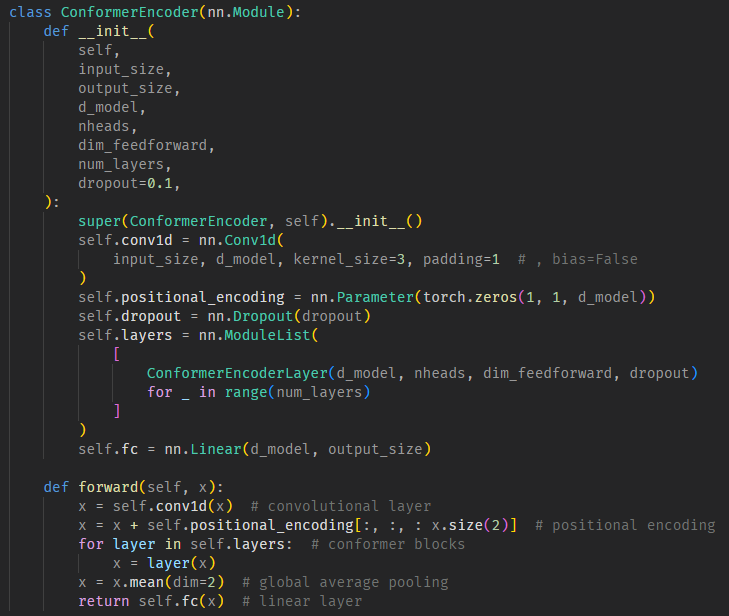 class ConformerEncoder(nn.Module):
    def __init__(
        self,
        input_size,
        output_size,
        d_model,
        nheads,
        dim_feedforward,
        num_layers,
        dropout=0.1,
    ):
        super(ConformerEncoder, self).__init__()
        self.conv1d = nn.Conv1d(
            input_size, d_model, kernel_size=3, padding=1  # , bias=False
        )
        self.positional_encoding = nn.Parameter(torch.zeros(1, 1, d_model))
        self.dropout = nn.Dropout(dropout)
        self.layers = nn.ModuleList(
            [
                ConformerEncoderLayer(d_model, nheads, dim_feedforward, dropout)
                for _ in range(num_layers)
            ]
        )
        self.fc = nn.Linear(d_model, output_size)

    def forward(self, x):
        x = self.conv1d(x)  # convolutional layer
        x = x + self.positional_encoding[:, :, : x.size(2)]  # positional encoding
        for layer in self.layers:  # conformer blocks
            x = layer(x)
        x = x.mean(dim=2)  # global average pooling
        return self.fc(x)  # linear layer